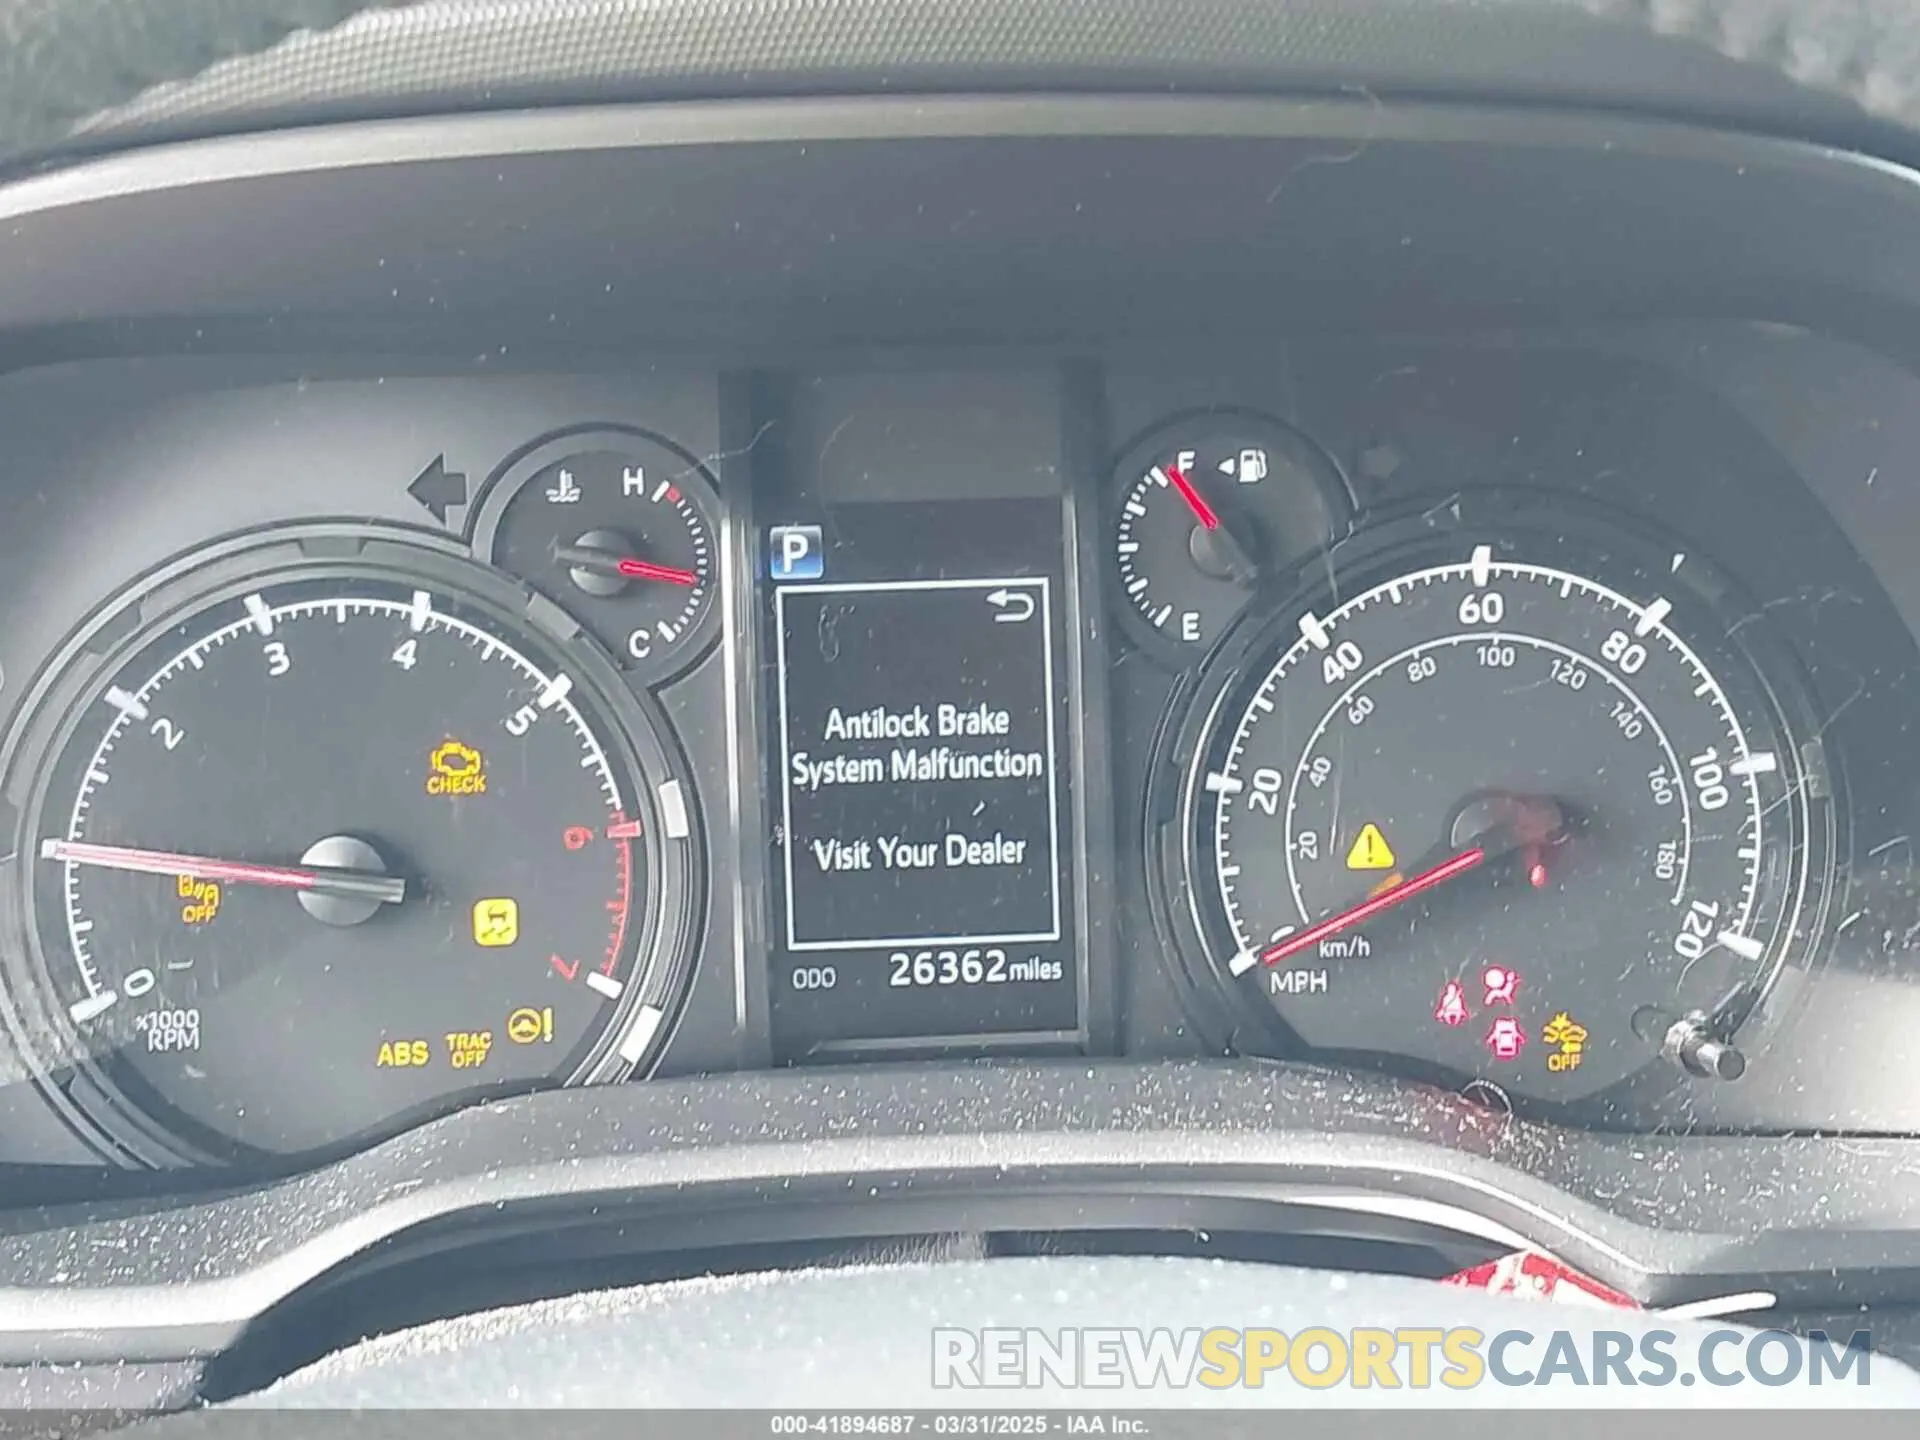 H
C
F
E
P
Antilock Brake
System Malfunction
Visit Your Dealer
ODO 26362 miles
0
2
3
4
5
6
7
x1000
RPM
CHECK
OFF
ABS
TRAC
OFF
20
40
60
80
100
120
20
40
60
80
100
120
140
160
180
km/h
MPH
OFF
RENEWSPORTSCARS.COM
000-41894687 - 03/31/2025 - IAA Inc.